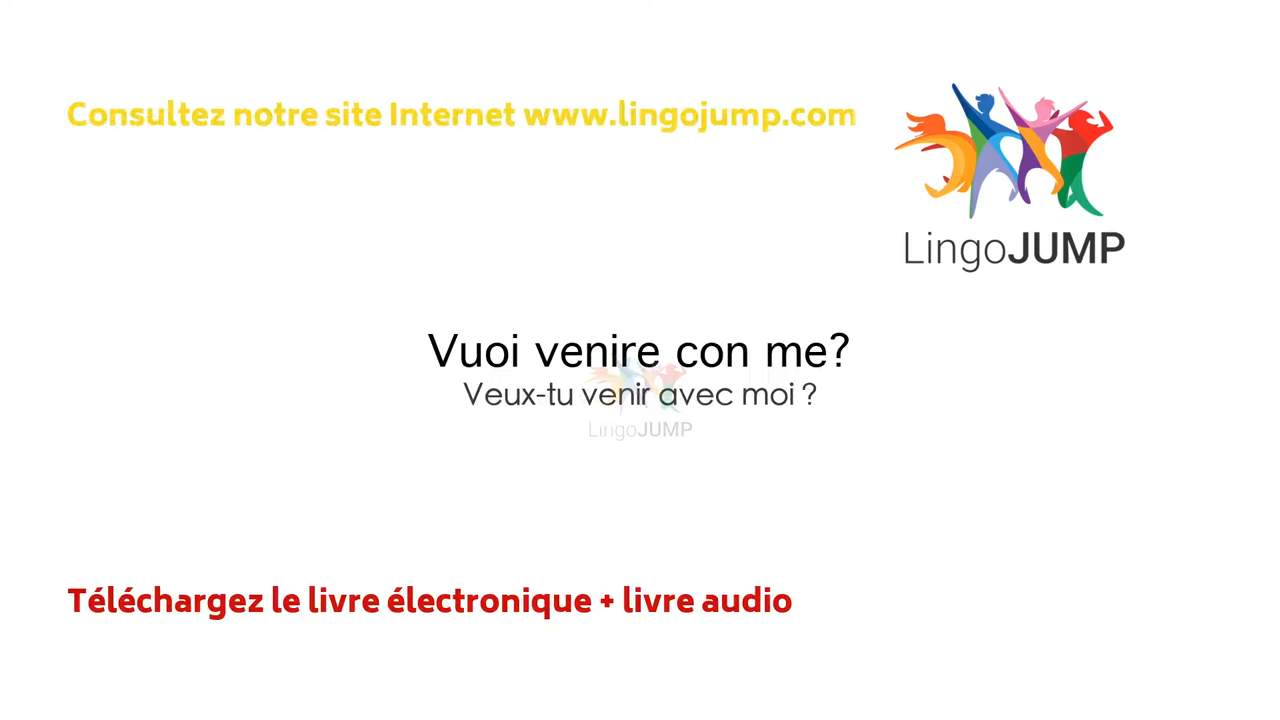 Consultez notre site Internet www.lingojump.com
LingoJUMP
Vuoi venire con me?
Veux-tu venir avec moi ?
LingoJUMP
Téléchargez le livre électronique + livre audio